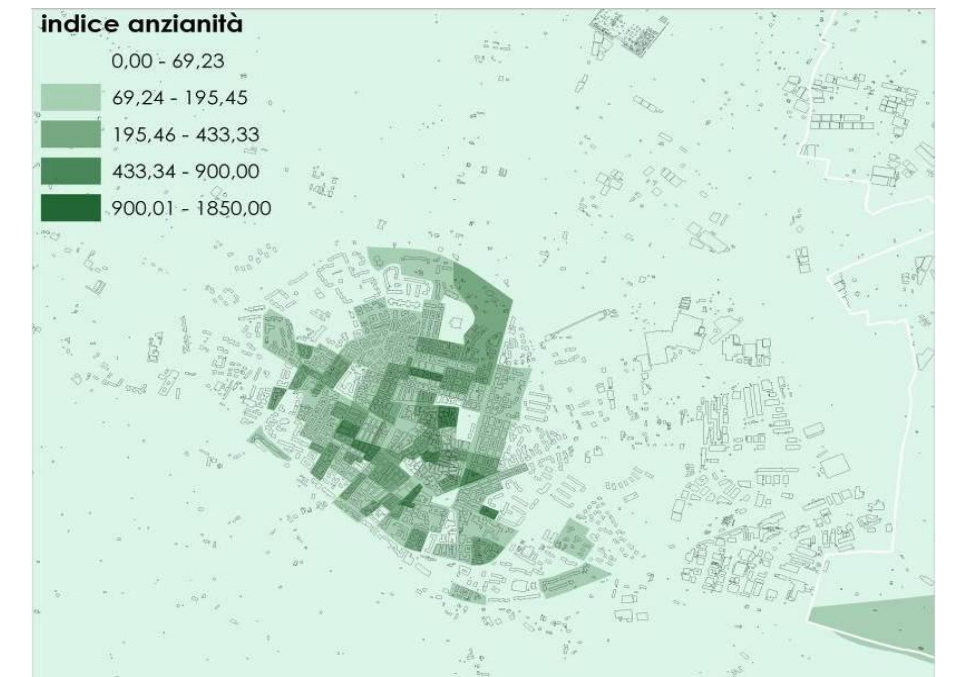 indice anzianità
0,00 - 69,23
69,24 - 195,45
195,46 - 433,33
433,34 - 900,00
900,01 - 1850,00